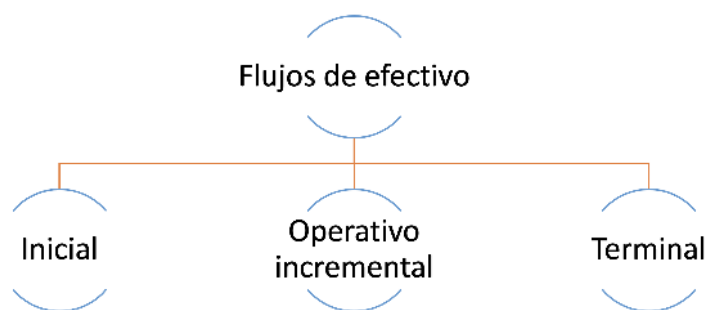 Flujos de efectivo
Inicial
Operativo
incremental
Terminal